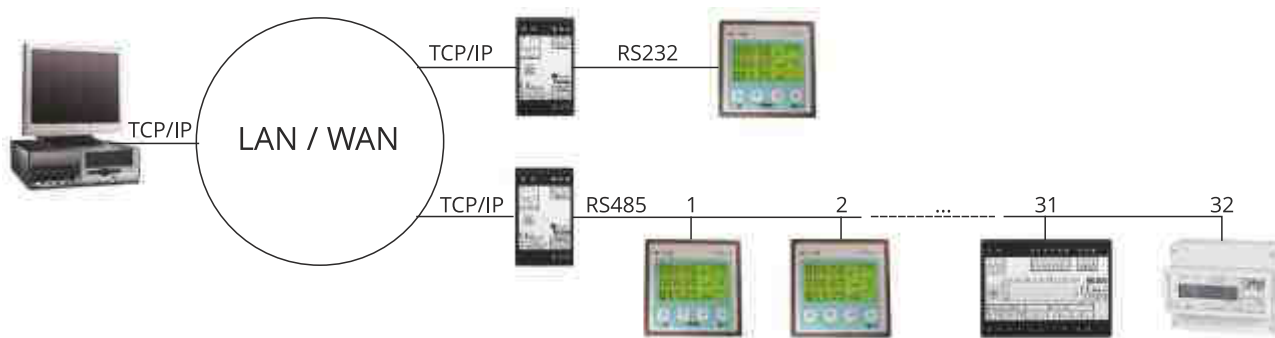 TCP/IP RS232
TCP/IP
LAN / WAN
TCP/IP RS485 1 2 ... 31 32